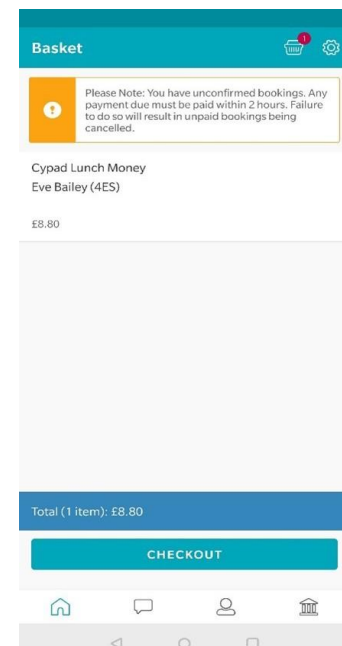 Basket
1
Please Note: You have unconfirmed bookings. Any
payment due must be paid within 2 hours. Failure
to do so will result in unpaid bookings being
cancelled.
Cypad Lunch Money
Eve Bailey (4ES)
£8.80
Total (1 item): £8.80
CHECKOUT